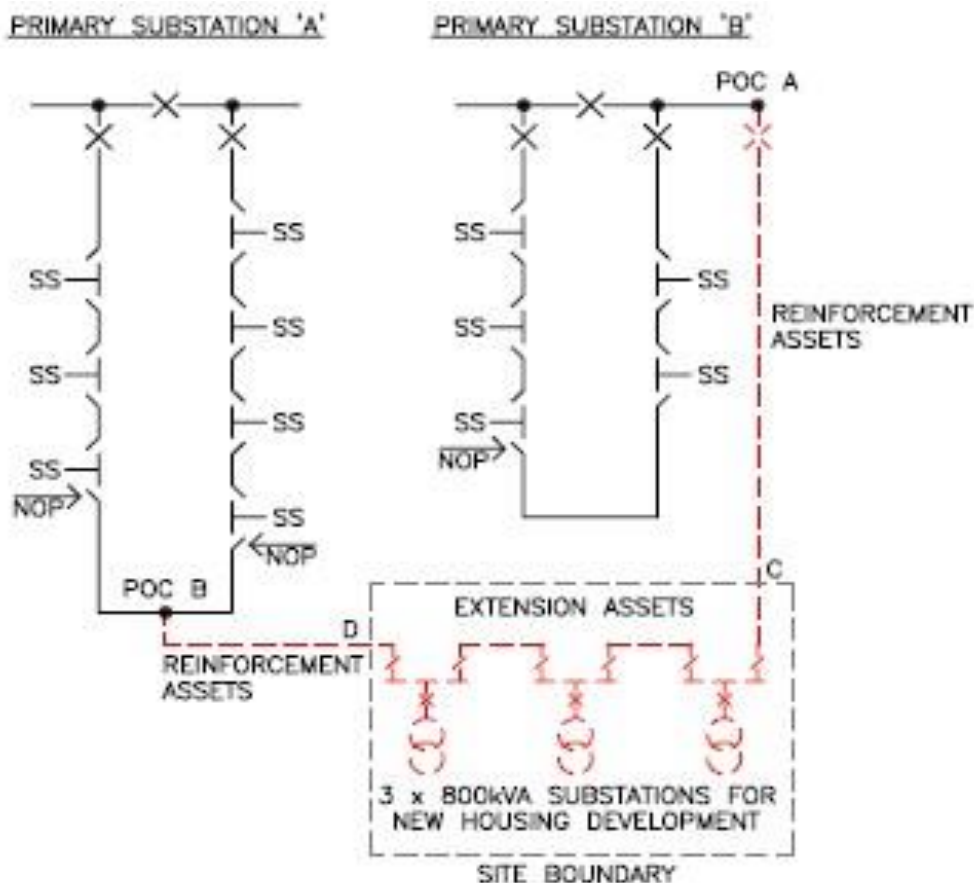 PRIMARY SUBSTATION 'A'
PRIMARY SUBSTATION 'B'
POC A
SS
SS
SS
SS
SS
SS
SS
SS
SS
SS
SS
NOP
NOP
NOP
REINFORCEMENT
ASSETS
POC B
C
D
EXTENSION ASSETS
REINFORCEMENT
ASSETS
3 x 800kVA SUBSTATIONS FOR
NEW HOUSING DEVELOPMENT
SITE BOUNDARY